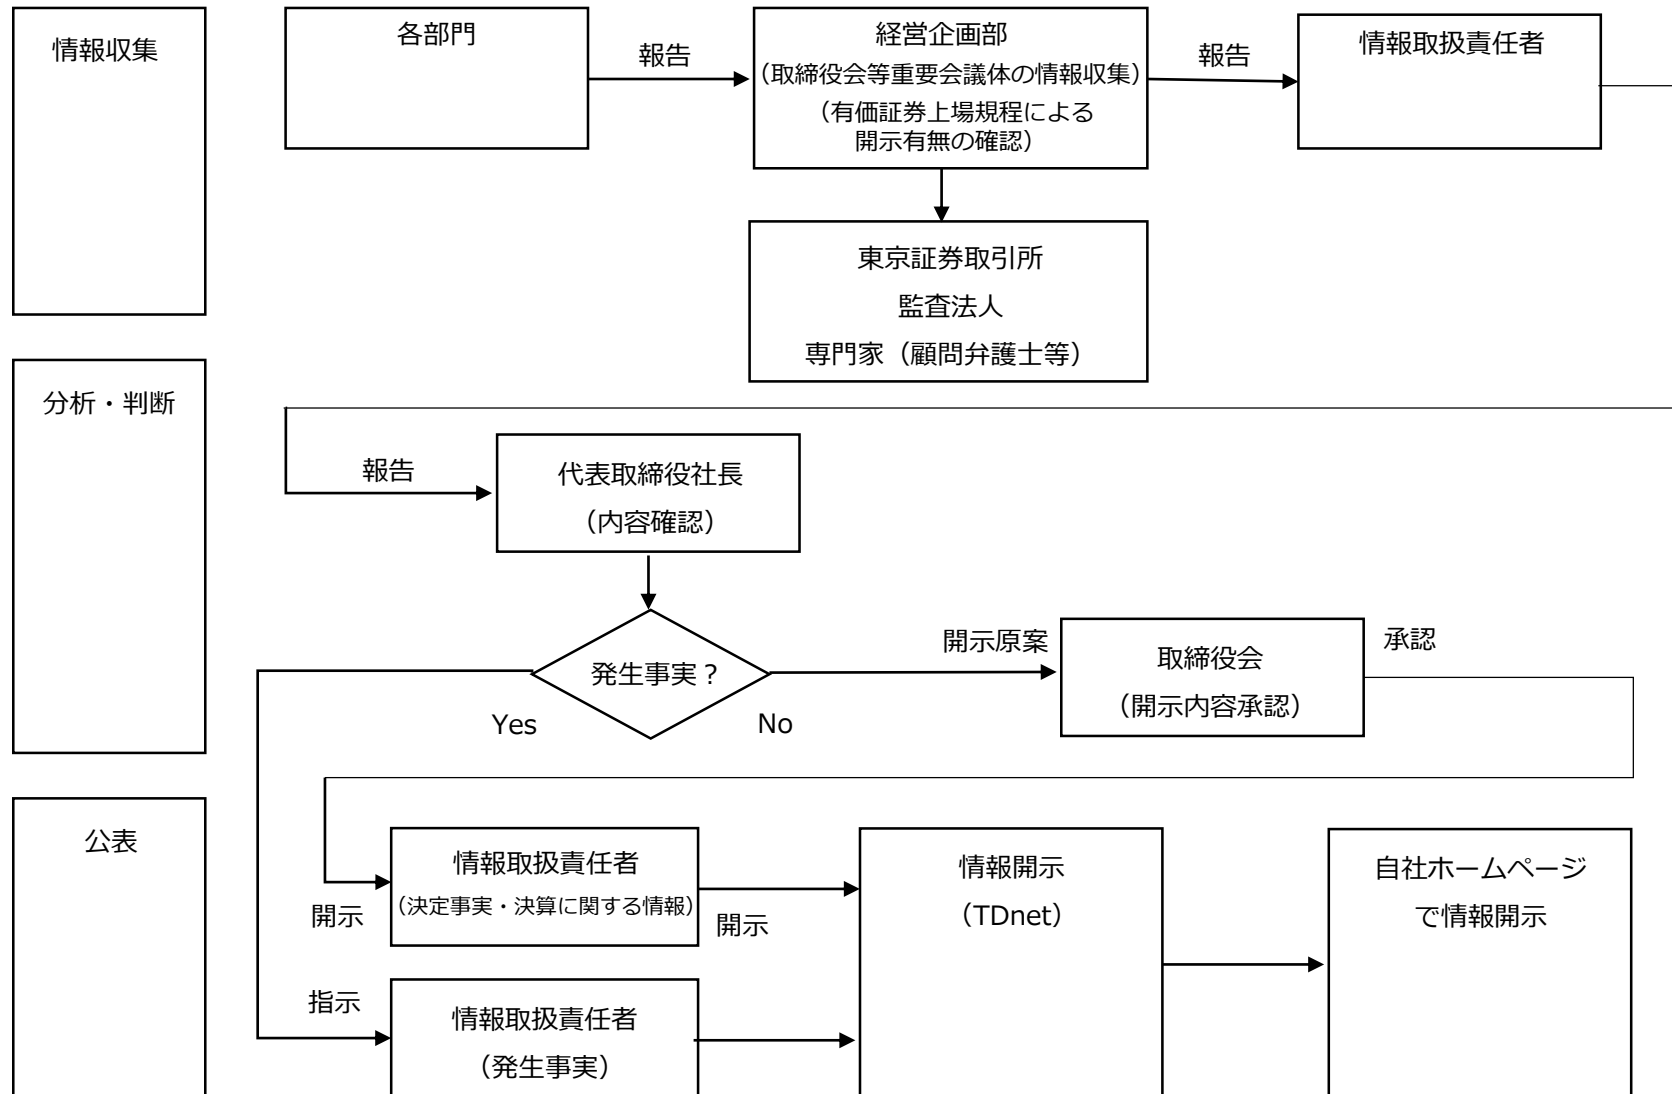 情報収集
各部門
報告
経営企画部
（取締役会等重要会議体の情報収集）
（有価証券上場規程による
開示有無の確認）
報告
情報取扱責任者
東京証券取引所
監査法人
専門家（顧問弁護士等）
分析・判断
報告
代表取締役社長
（内容確認）
発生事実？
Yes
No
開示原案
取締役会
（開示内容承認）
承認
公表
開示
情報取扱責任者
（決定事実・決算に関する情報）
開示
指示
情報取扱責任者
（発生事実）
情報開示
（TDnet）
自社ホームページ
で情報開示